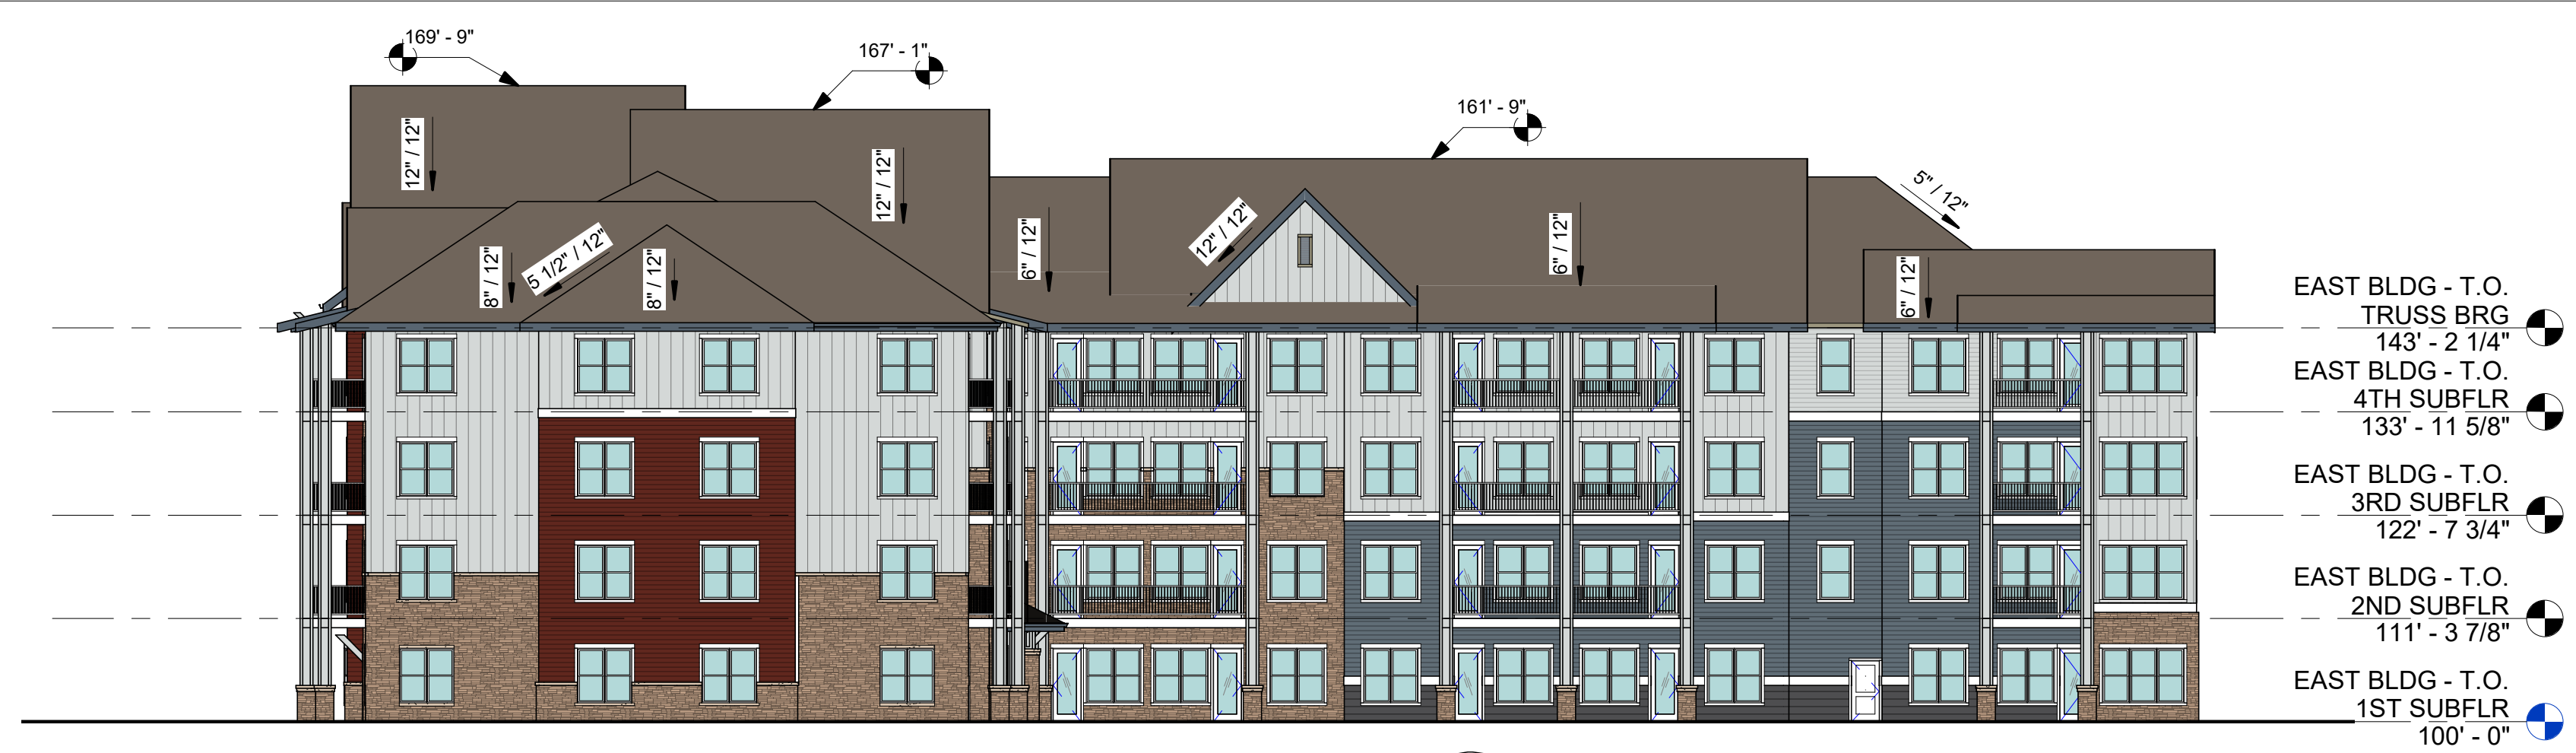 169' - 9"
167' - 1"
161' - 9"
12" / 12"
12" / 12"
5" / 12"
12" / 12"
6" / 12"
6" / 12"
8" / 12"
5 1/2" / 12"
8" / 12"
6" / 12"
EAST BLDG - T.O.
TRUSS BRG
143' - 2 1/4"
EAST BLDG - T.O.
4TH SUBFLR
133' - 11 5/8"
EAST BLDG - T.O.
3RD SUBFLR
122' - 7 3/4"
EAST BLDG - T.O.
2ND SUBFLR
111' - 3 7/8"
EAST BLDG - T.O.
1ST SUBFLR
100' - 0"